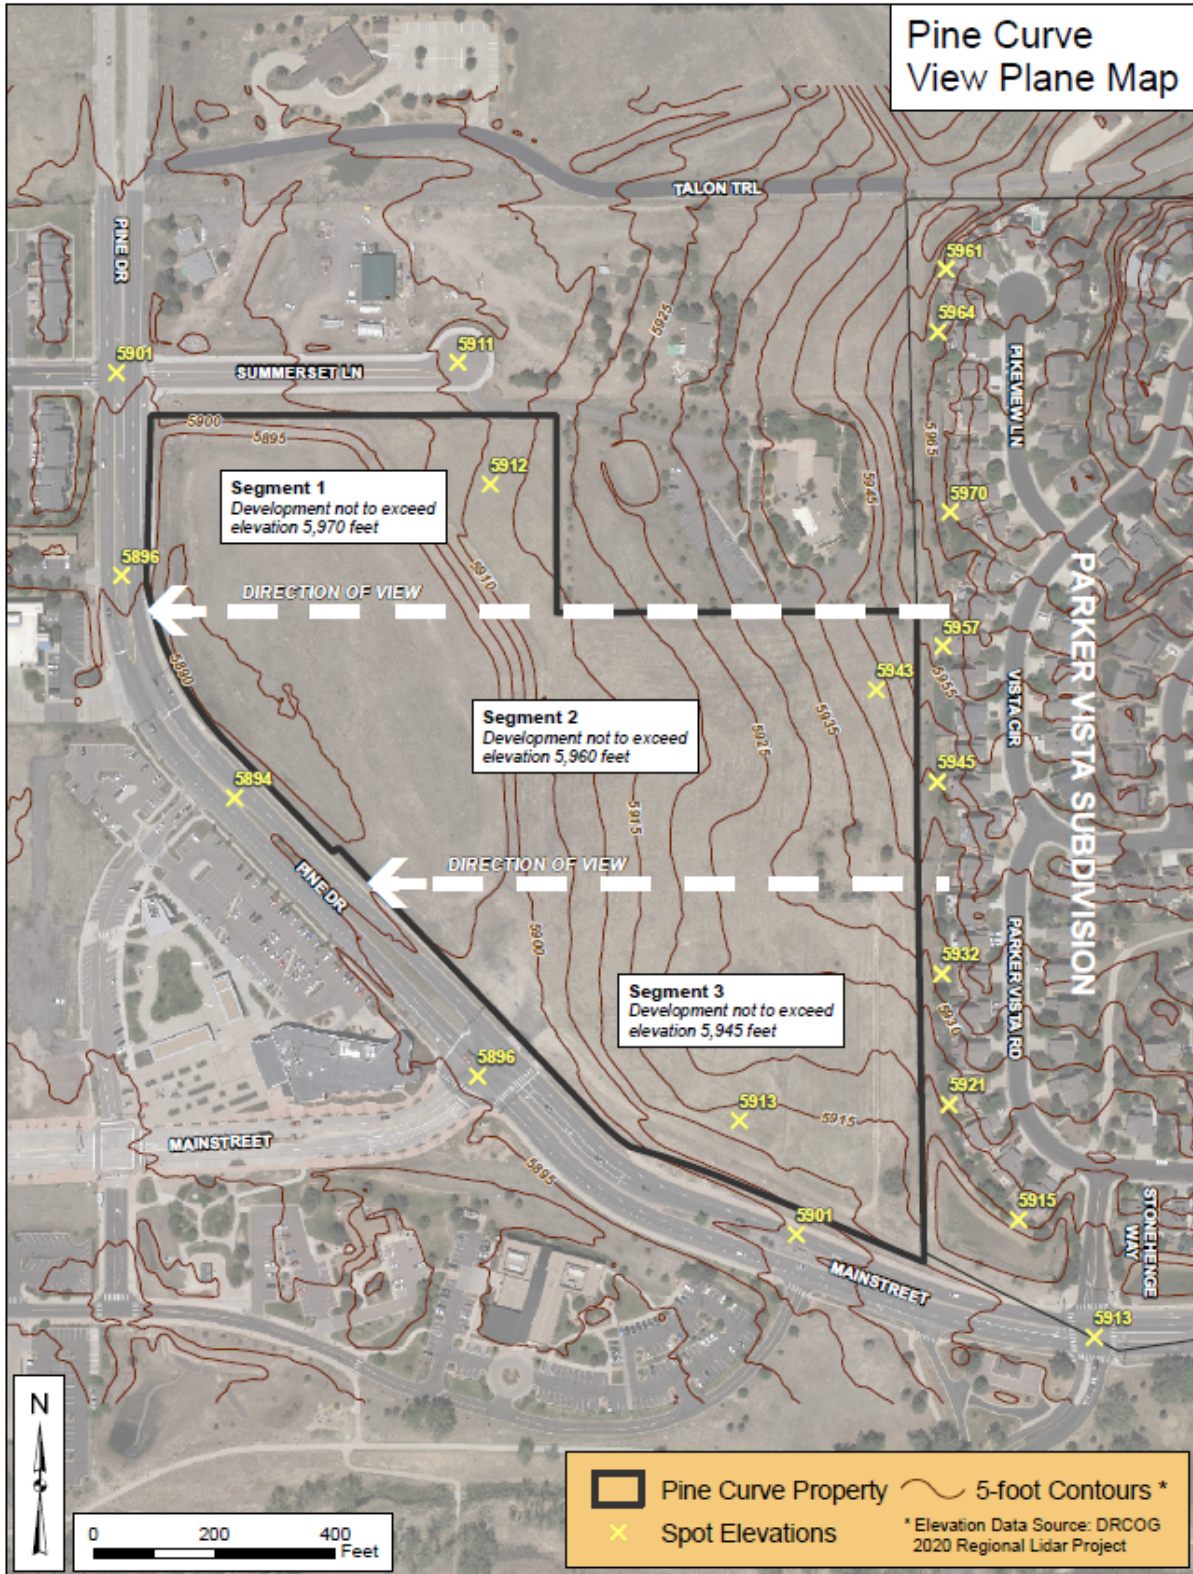 Pine Curve
View Plane Map
TALON TRL
PINE DR
5961
5925
5964
5911
5901
SUMMERSET LN
PIKEVIEW LN
5900
5895
5965
5912
5945
Segment 1
Development not to exceed
elevation 5,970 feet
5970
5910
5896
DIRECTION OF VIEW
PARKER VISTA SUBDIVISION
5957
5890
5943
5955
Segment 2
Development not to exceed
elevation 5,960 feet
5935
5925
VISTA CIR
5894
5945
5915
DIRECTION OF VIEW
PINE DR
5900
5932
PARKER VISTA RD
Segment 3
Development not to exceed
elevation 5,945 feet
5930
5896
5921
5913
5915
MAINSTREET
5895
5915
5901
STONEHENGE
WAY
MAINSTREET
5913
N
0 200 400
Feet
Pine Curve Property
5-foot Contours *
Spot Elevations
* Elevation Data Source: DRCOG
2020 Regional Lidar Project